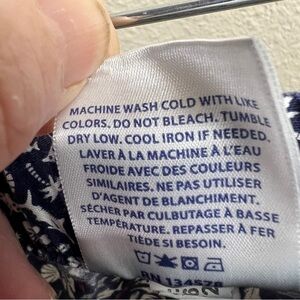 MACHINE WASH COLD WITH LIKE
COLORS. DO NOT BLEACH. TUMBLE
DRY LOW. COOL IRON IF NEEDED.
LAVER À LA MACHINE À L'EAU
FROIDE AVEC DES COULEURS
SIMILAIRES. NE PAS UTILISER
D'AGENT DE BLANCHIMENT.
SÉCHER PAR CULBUTAGE À BASSE
TEMPÉRATURE. REPASSER À FER
TIÈDE SI BESOIN.
RN 134578